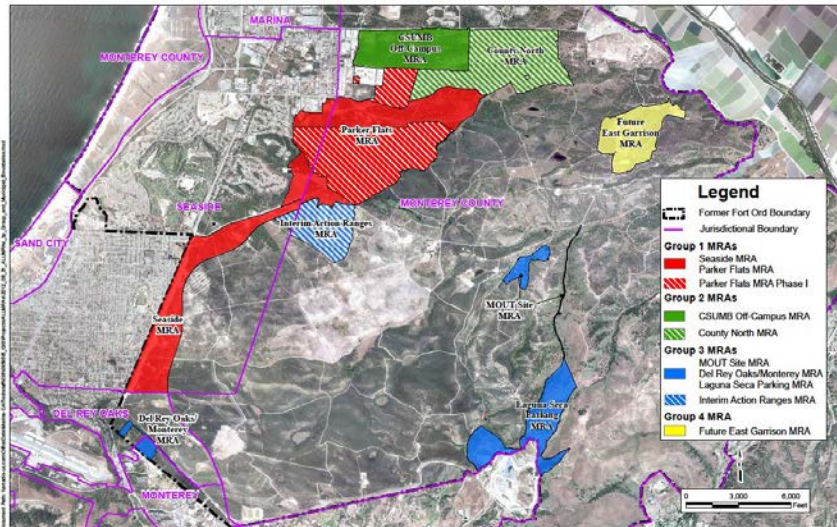 MARINA
MONTEREY COUNTY
CSUMB
Off-Campus
MRA
County North
MRA
Parker Flats
MRA
Future
East Garrison
MRA
SEASIDE
MONTEREY COUNTY
SAND CITY
Interim Action Ranges
MRA
MOUT Site
MRA
Seaside
MRA
DEL REY OAKS
Del Rey Oaks/
Monterey
MRA
Laguna Seca
Parking
MRA
MONTEREY
Legend
Former Fort Ord Boundary
Jurisdictional Boundary
Group 1 MRAs
Seaside MRA
Parker Flats MRA
Parker Flats MRA Phase I
Group 2 MRAs
CSUMB Off-Campus MRA
County North MRA
Group 3 MRAs
MOUT Site MRA
Del Rey Oaks/Monterey MRA
Laguna Seca Parking MRA
Interim Action Ranges MRA
Group 4 MRA
Future East Garrison MRA
0 3,000 6,000
Feet